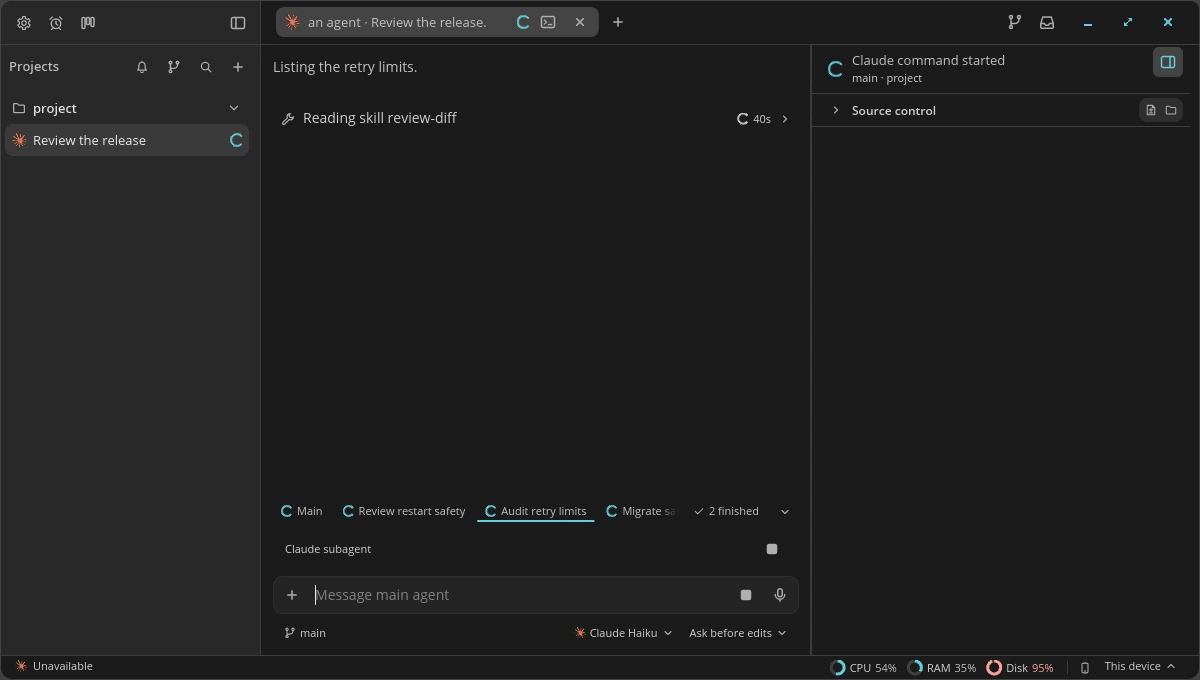 an agent · Review the release.
Projects
project
Review the release
Listing the retry limits.
Reading skill review-diff
40s
Main
Review restart safety
Audit retry limits
Migrate sa
2 finished
Claude subagent
Message main agent
main
Claude Haiku
Ask before edits
Claude command started
main · project
Source control
Unavailable
CPU 54%
RAM 35%
Disk 95%
This device